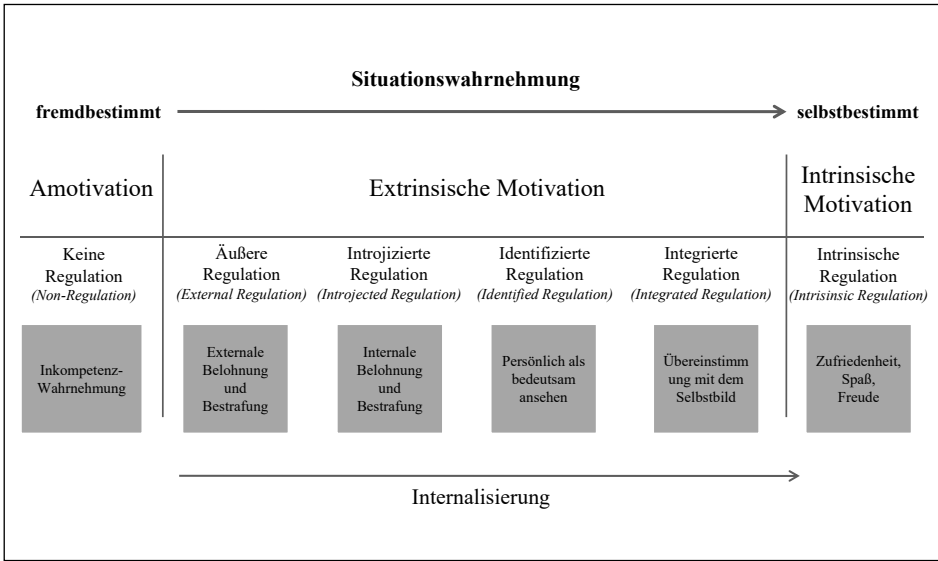 Situationswahrnehmung
fremdbestimmt
selbstbestimmt
Amotivation
Extrinsische Motivation
Intrinsische
Motivation
Keine
Regulation
(Non-Regulation)
Äußere
Regulation
(External Regulation)
Introjizierte
Regulation
(Introjected Regulation)
Identifizierte
Regulation
(Identified Regulation)
Integrierte
Regulation
(Integrated Regulation)
Intrinsische
Regulation
(Intrisinsic Regulation)
Inkompetenz-
Wahrnehmung
Externale
Belohnung
und
Bestrafung
Internale
Belohnung
und
Bestrafung
Persönlich als
bedeutsam
ansehen
Übereinstimm
ung mit dem
Selbstbild
Zufriedenheit,
Spaß,
Freude
Internalisierung